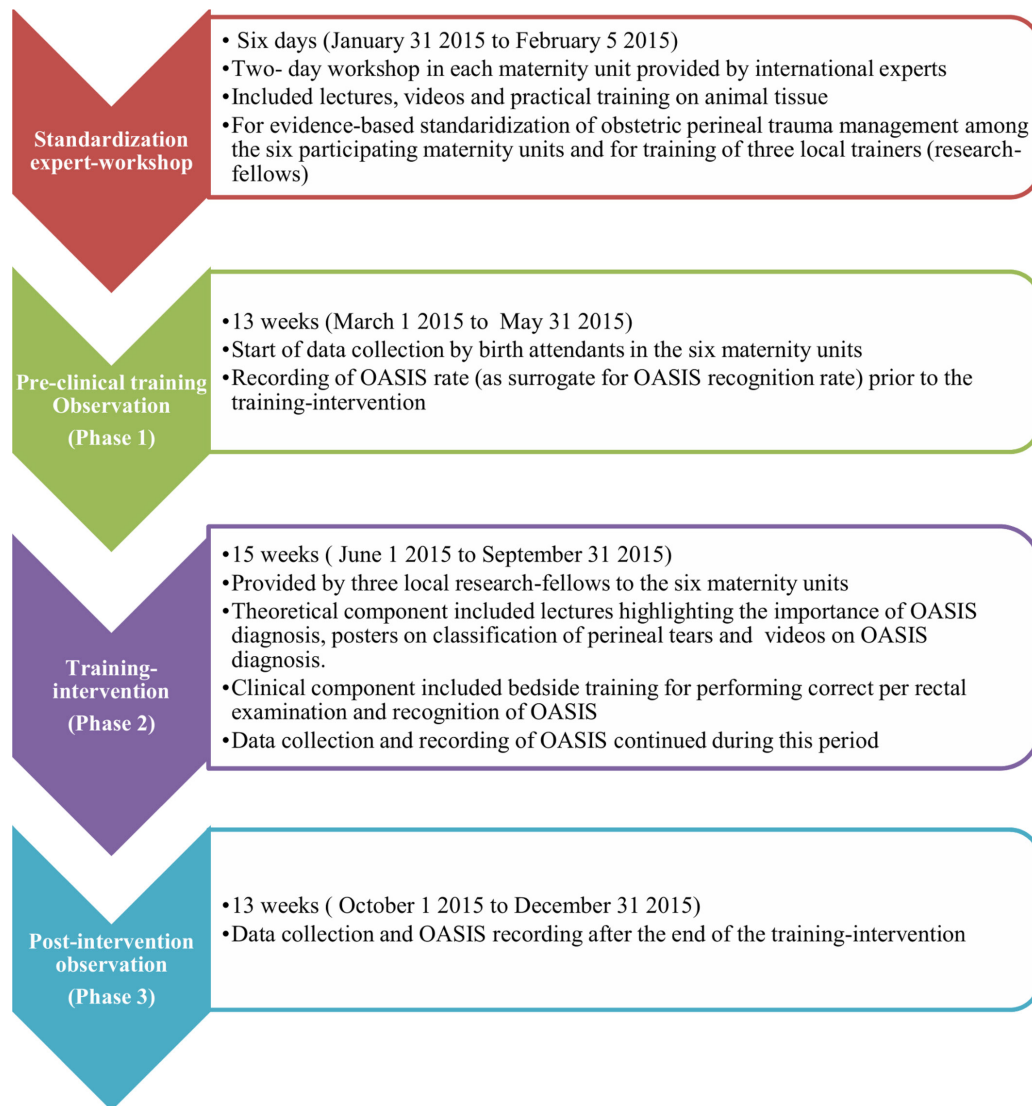 Standardization
expert-workshop
• Six days (January 31 2015 to February 5 2015)
•Two- day workshop in each maternity unit provided by international experts
•Included lectures, videos and practical training on animal tissue
•For evidence-based standaridization of obstetric perineal trauma management among
the six participating maternity units and for training of three local trainers (research-
fellows)
Pre-clinical training
Observation
(Phase 1)
•13 weeks (March 1 2015 to May 31 2015)
•Start of data collection by birth attendants in the six maternity units
•Recording of OASIS rate (as surrogate for OASIS recognition rate) prior to the
training-intervention
Training-
intervention
(Phase 2)
•15 weeks ( June 1 2015 to September 31 2015)
•Provided by three local research-fellows to the six maternity units
•Theoretical component included lectures highlighting the importance of OASIS
diagnosis, posters on classification of perineal tears and videos on OASIS
diagnosis.
•Clinical component included bedside training for performing correct per rectal
examination and recognition of OASIS
•Data collection and recording of OASIS continued during this period
Post-intervention
observation
(Phase 3)
•13 weeks ( October 1 2015 to December 31 2015)
•Data collection and OASIS recording after the end of the training-intervention